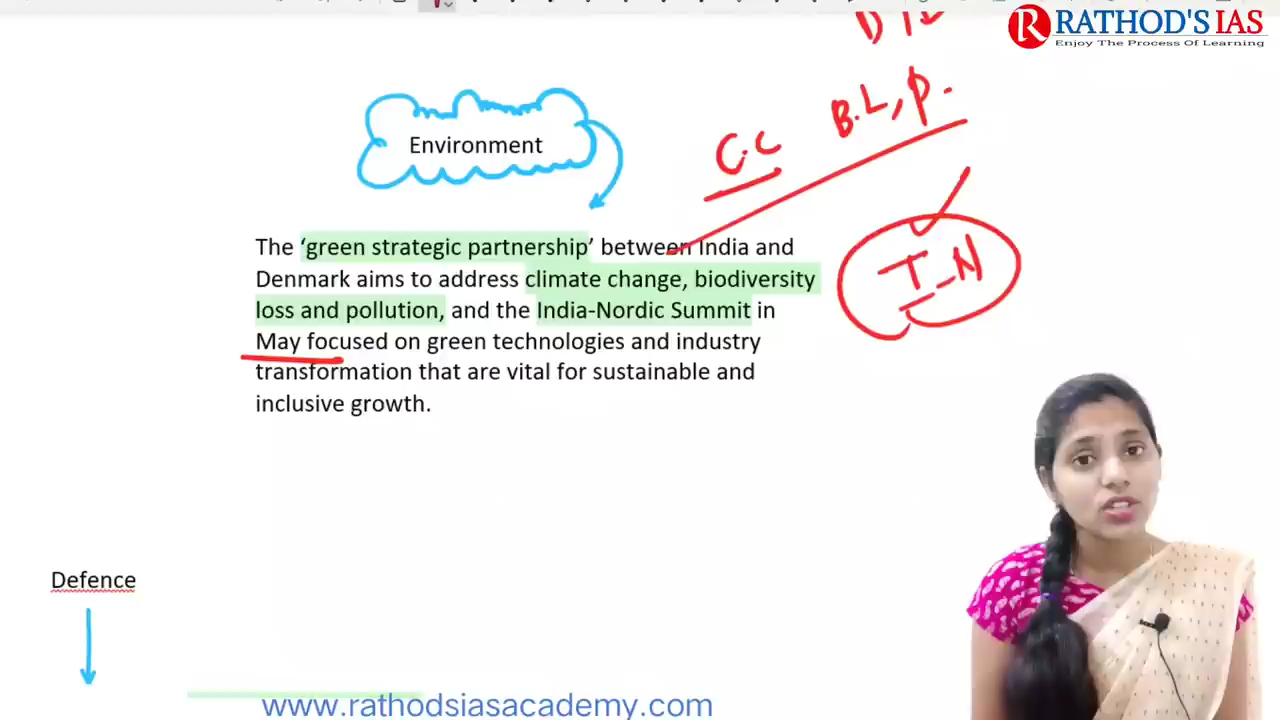 RATHOD'S IAS
Enjoy The Process Of Learning
B.L, P.
C.C
Environment
T-N
The ‘green strategic partnership’ between India and
Denmark aims to address climate change, biodiversity
loss and pollution, and the India-Nordic Summit in
May focused on green technologies and industry
transformation that are vital for sustainable and
inclusive growth.
Defence
www.rathodsiasacademy.com